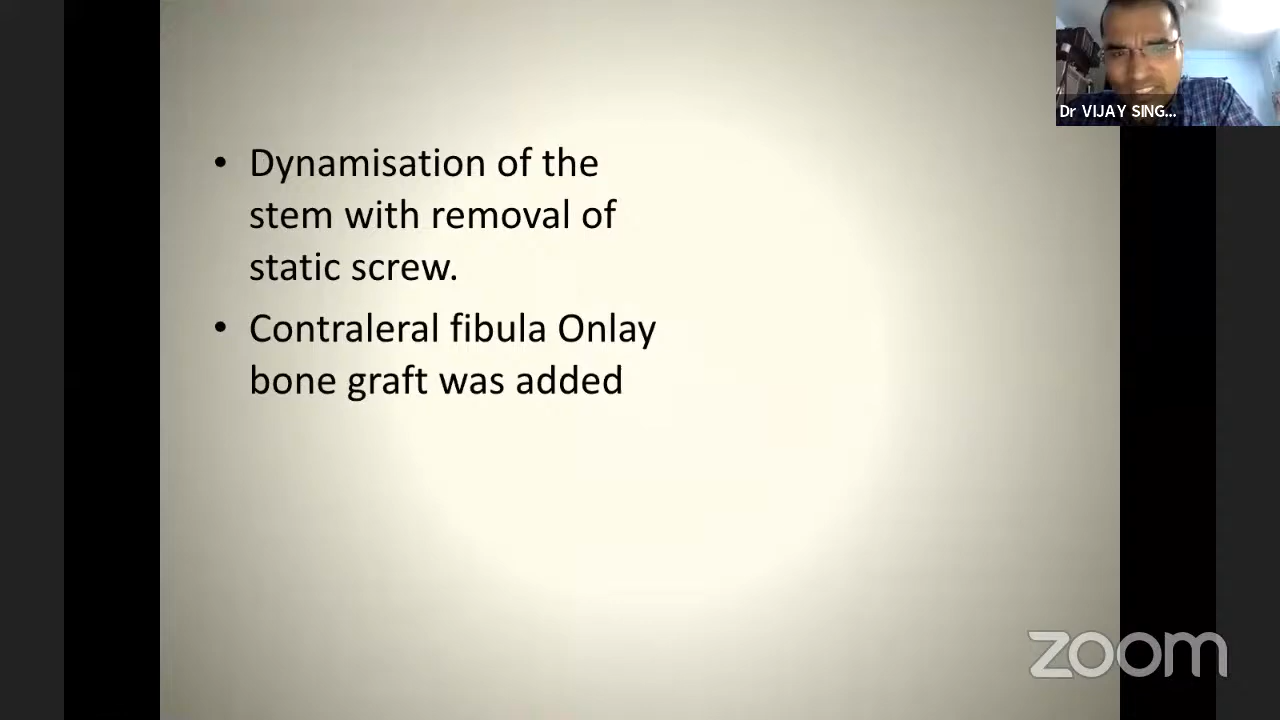 Dr VIJAY SING...
• Dynamisation of the
stem with removal of
static screw.
• Contraleral fibula Onlay
bone graft was added
zoom